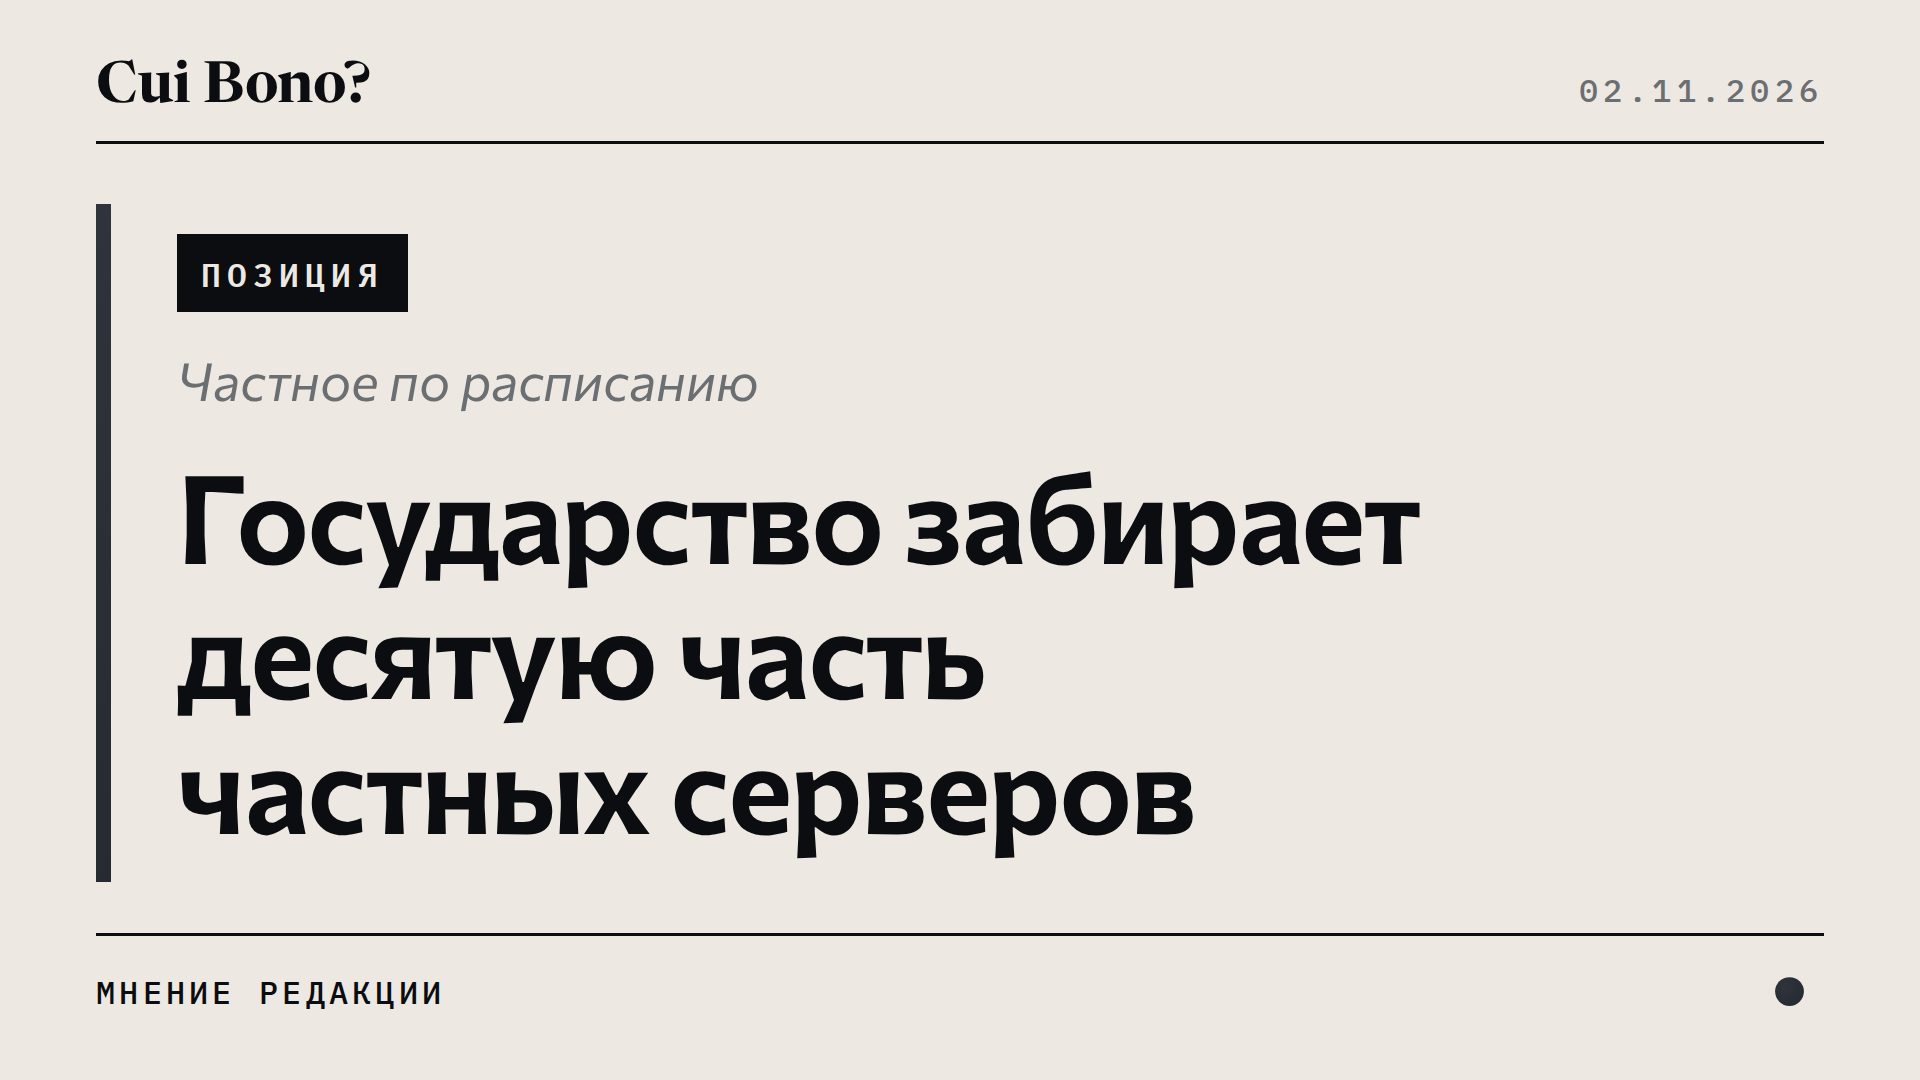 Cui Bono?
02.11.2026
ПОЗИЦИЯ
Частное по расписанию
Государство забирает
десятую часть
частных серверов
МНЕНИЕ РЕДАКЦИИ